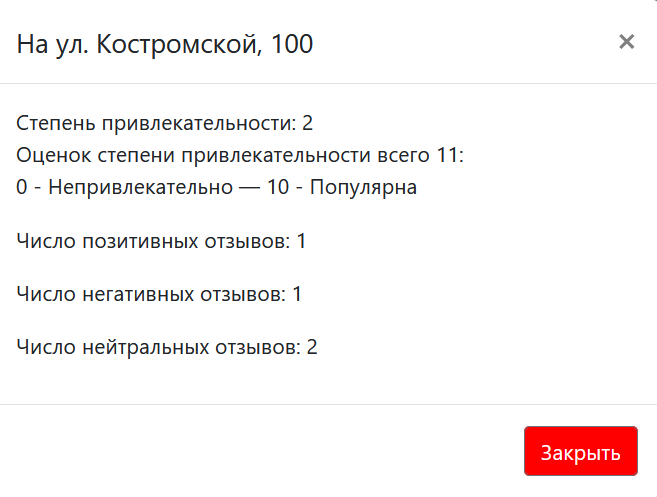 На ул. Костромской, 100
×
Степень привлекательности: 2
Оценок степени привлекательности всего 11:
0 - Непривлекательно — 10 - Популярна
Число позитивных отзывов: 1
Число негативных отзывов: 1
Число нейтральных отзывов: 2
Закрыть